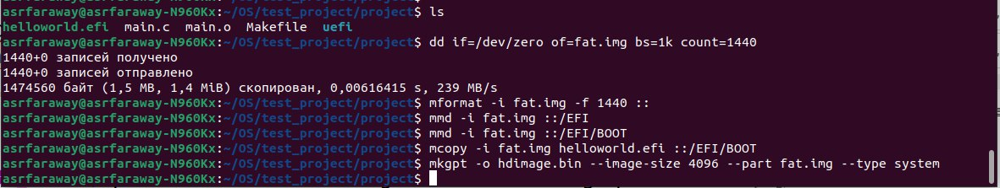 asrfaraway@asrfaraway-N960Kx:~/OS/test_project/project$ ls
helloworld.efi main.c main.o Makefile uefi
asrfaraway@asrfaraway-N960Kx:~/OS/test_project/project$ dd if=/dev/zero of=fat.img bs=1k count=1440
1440+0 записей получено
1440+0 записей отправлено
1474560 байт (1,5 MB, 1,4 MiB) скопирован, 0,00616415 s, 239 MB/s
asrfaraway@asrfaraway-N960Kx:~/OS/test_project/project$ mformat -i fat.img -f 1440 ::
asrfaraway@asrfaraway-N960Kx:~/OS/test_project/project$ mmd -i fat.img ::/EFI
asrfaraway@asrfaraway-N960Kx:~/OS/test_project/project$ mmd -i fat.img ::/EFI/BOOT
asrfaraway@asrfaraway-N960Kx:~/OS/test_project/project$ mcopy -i fat.img helloworld.efi ::/EFI/BOOT
asrfaraway@asrfaraway-N960Kx:~/OS/test_project/project$ mkgpt -o hdimage.bin --image-size 4096 --part fat.img --type system
asrfaraway@asrfaraway-N960Kx:~/OS/test_project/project$